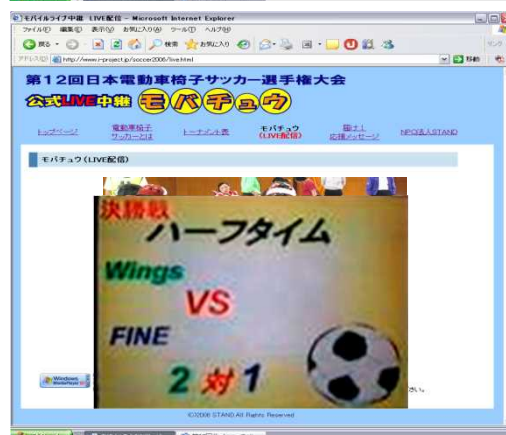 モバイルライブ中継 LIVE配信 - Microsoft Internet Explorer
ファイル(F) 編集(E) 表示(V) お気に入り(A) ツール(T) ヘルプ(H)
戻る 検索 お気に入り
アドレス(D) http://www.r-project.jp/soccer2006/live.html 移動
第12回日本電動車椅子サッカー選手権大会
公式LIVE中継 モバチュウ
トップページ 電動車椅子サッカーとは トーナメント表 モバチュウ(LIVE配信) 届け!応援メッセージ NPO法人STAND
モバチュウ(LIVE配信)
決勝戦
ハーフタイム
Wings
VS
FINE
2 対 1
Windows
ださい。
(C)2006 STAND All Rights Reserved